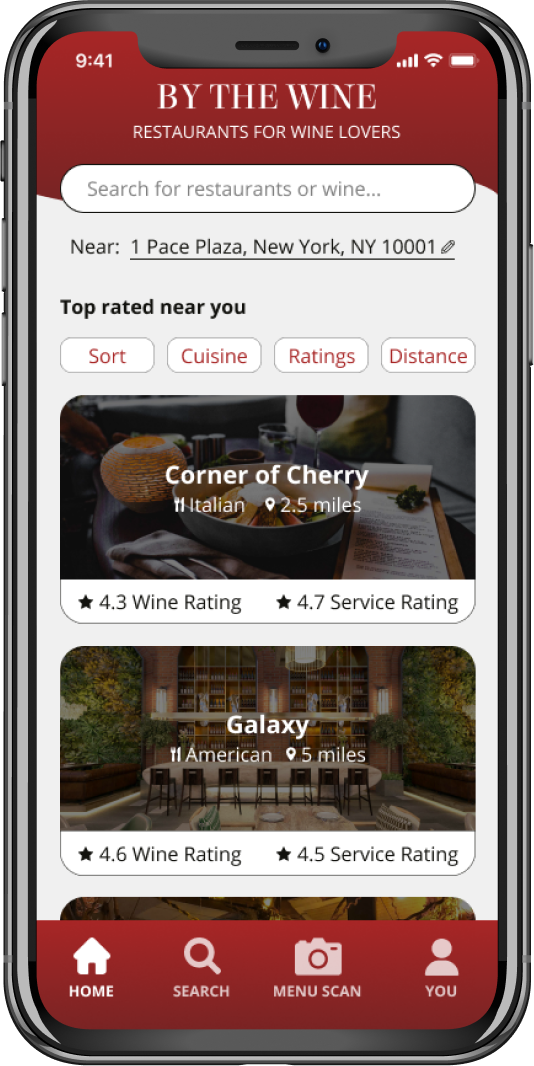 9:41
BY THE WINE
RESTAURANTS FOR WINE LOVERS
Search for restaurants or wine...
Near: 1 Pace Plaza, New York, NY 10001
Top rated near you
Sort Cuisine Ratings Distance
Corner of Cherry
Italian 2.5 miles
4.3 Wine Rating 4.7 Service Rating
Galaxy
American 5 miles
4.6 Wine Rating 4.5 Service Rating
HOME SEARCH MENU SCAN YOU